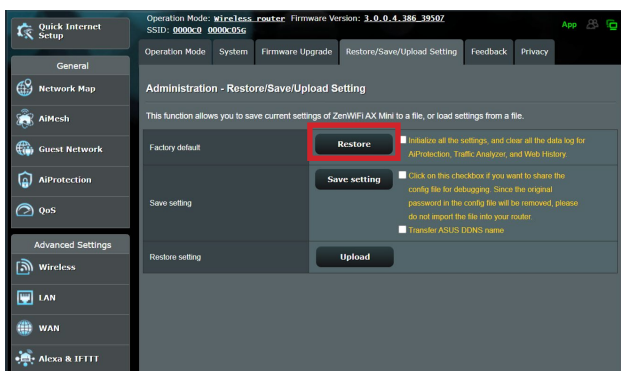 Quick Internet
Setup
General
Network Map
AiMesh
Guest Network
AiProtection
QoS
Advanced Settings
Wireless
LAN
WAN
Alexa & IFTTT
Operation Mode: Wireless router Firmware Version: 3.0.0.4.386_39507
SSID: 0000c0 0000c05G
App
Operation Mode System Firmware Upgrade Restore/Save/Upload Setting Feedback Privacy
Administration - Restore/Save/Upload Setting
This function allows you to save current settings of ZenWiFi AX Mini to a file, or load settings from a file.
Factory default
Restore
Initialize all the settings, and clear all the data log for
AiProtection, Traffic Analyzer, and Web History.
Save setting
Save setting
Click on this checkbox if you want to share the
config file for debugging. Since the original
password in the config file will be removed, please
do not import the file into your router.
Transfer ASUS DDNS name
Restore setting
Upload